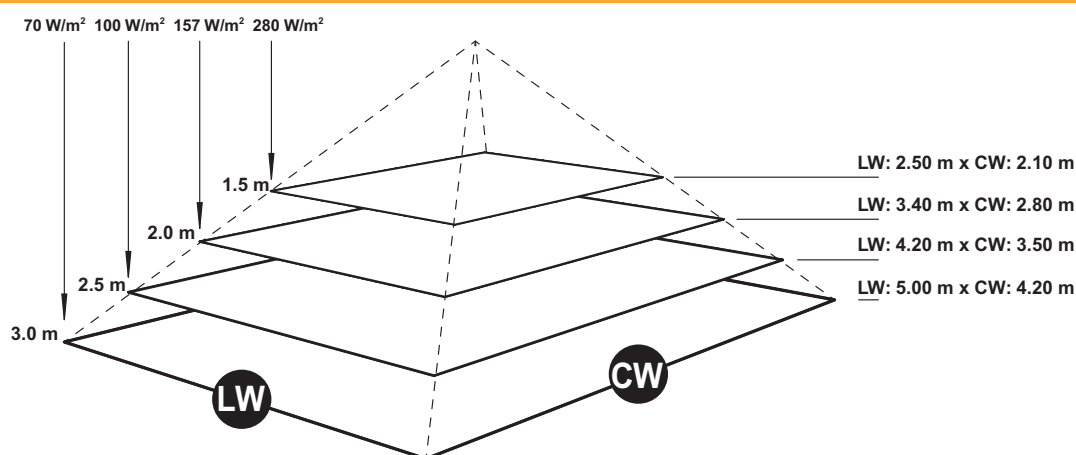 70 W/m² 100 W/m² 157 W/m² 280 W/m²
1.5 m
LW: 2.50 m x CW: 2.10 m
2.0 m
LW: 3.40 m x CW: 2.80 m
2.5 m
LW: 4.20 m x CW: 3.50 m
3.0 m
LW: 5.00 m x CW: 4.20 m
LW
CW